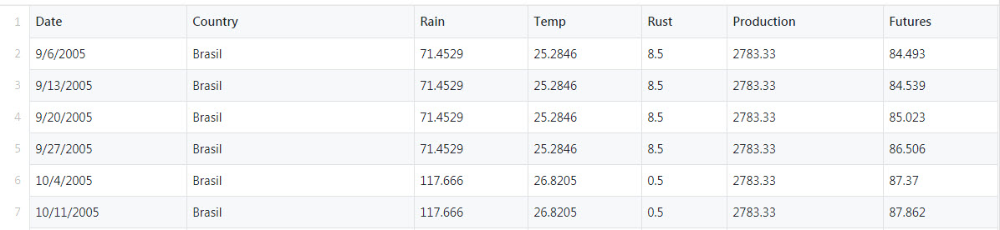 1 Date Country Rain Temp Rust Production Futures
2 9/6/2005 Brasil 71.4529 25.2846 8.5 2783.33 84.493
3 9/13/2005 Brasil 71.4529 25.2846 8.5 2783.33 84.539
4 9/20/2005 Brasil 71.4529 25.2846 8.5 2783.33 85.023
5 9/27/2005 Brasil 71.4529 25.2846 8.5 2783.33 86.506
6 10/4/2005 Brasil 117.666 26.8205 0.5 2783.33 87.37
7 10/11/2005 Brasil 117.666 26.8205 0.5 2783.33 87.862